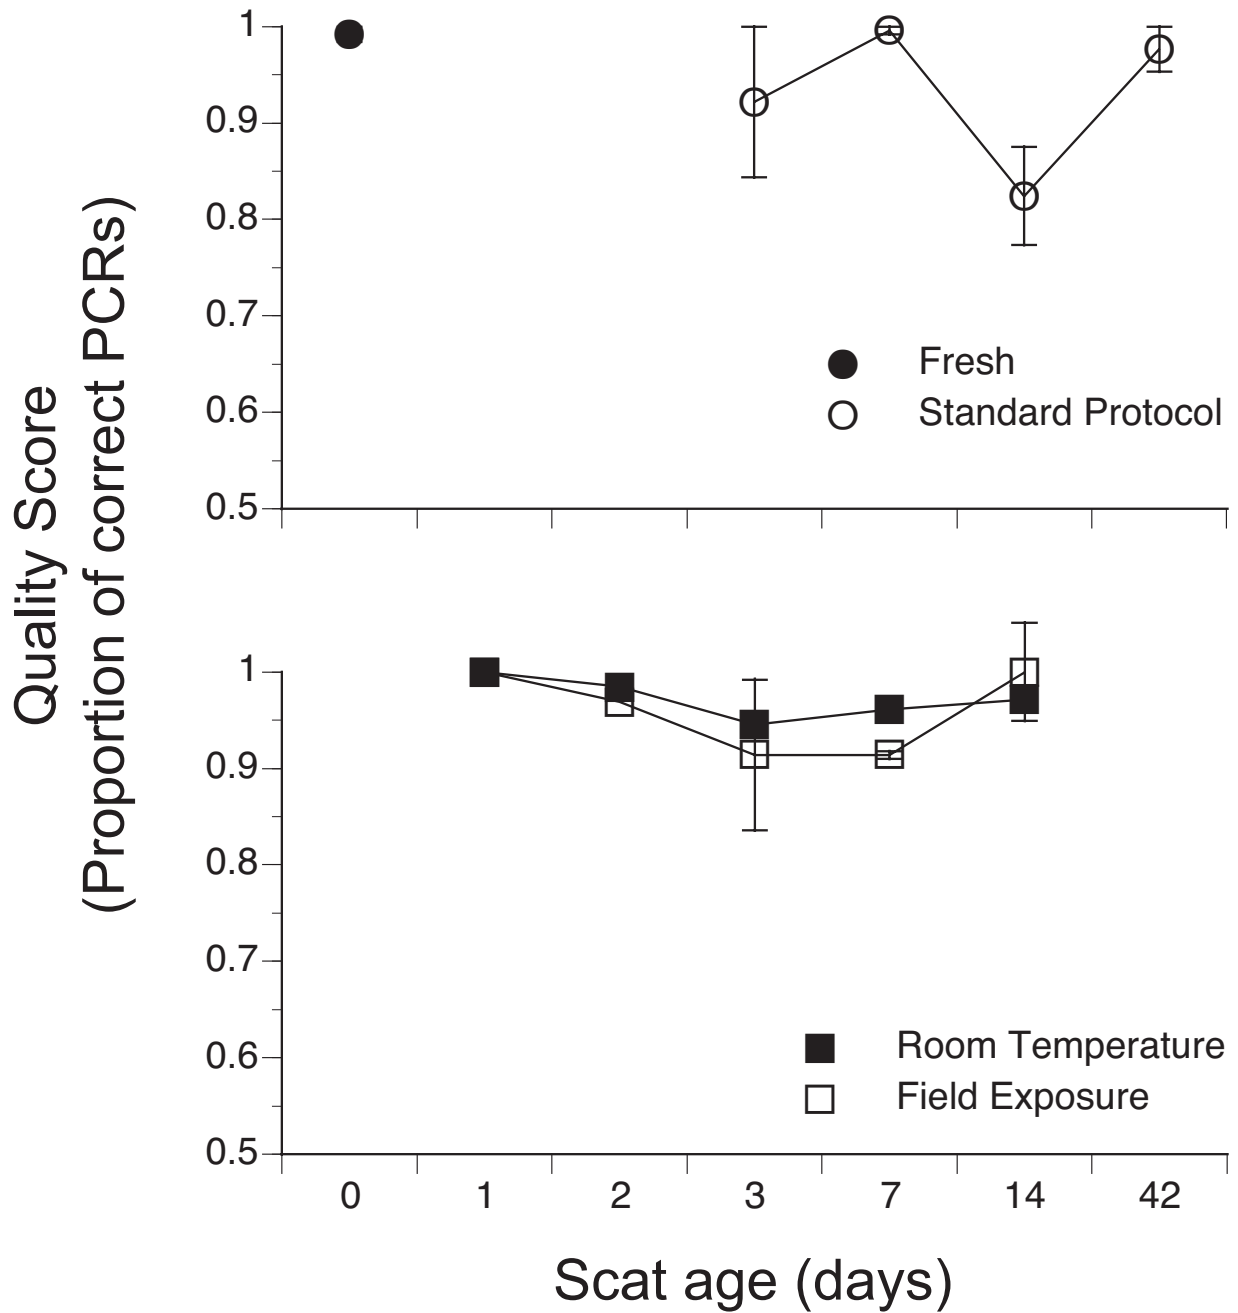 Quality Score
(Proportion of correct PCRs)
1
0.9
0.8
0.7
0.6
0.5
Fresh
Standard Protocol
1
0.9
0.8
0.7
0.6
0.5
Room Temperature
Field Exposure
0 1 2 3 7 14 42
Scat age (days)